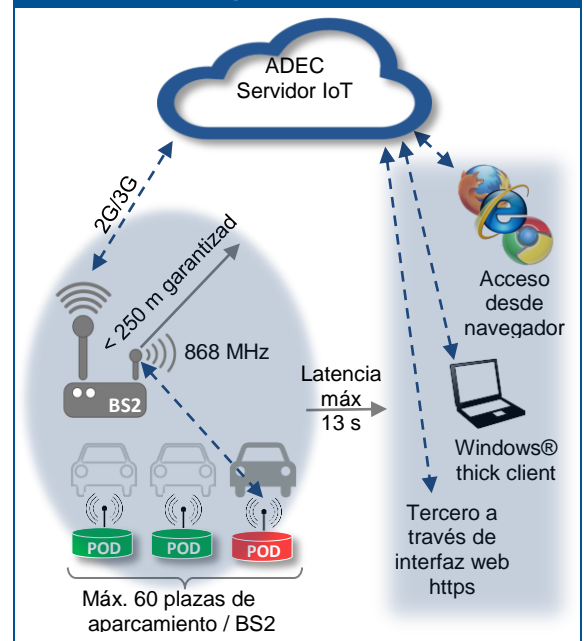 ADEC
Servidor IoT
2G/3G
< 250 m garantizad
868 MHz
BS2
Latencia
máx
13 s
Acceso
desde
navegador
Windows®
thick client
Tercero a
través de
interfaz web
https
POD
POD
POD
Máx. 60 plazas de
aparcamiento / BS2